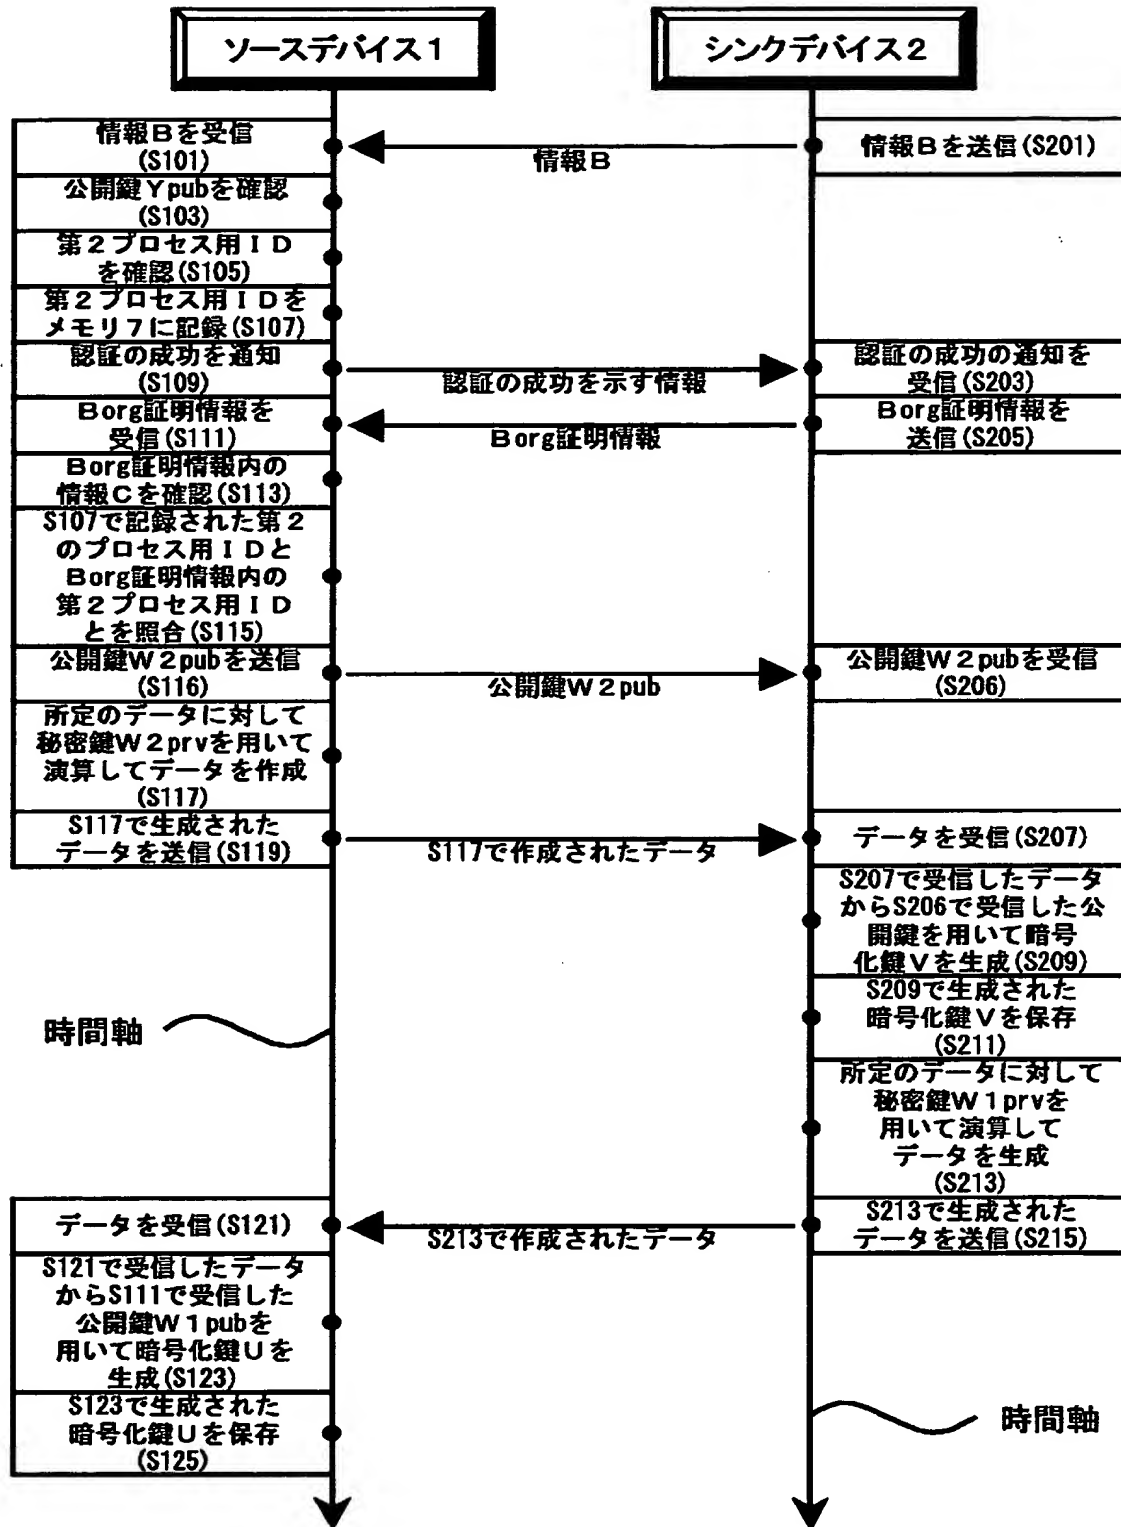 ソースデバイス1
シンクデバイス2
情報Bを受信
(S101)
情報B
情報Bを送信(S201)
公開鍵Ypubを確認
(S103)
第2プロセス用ID
を確認(S105)
第2プロセス用IDを
メモリ7に記録(S107)
認証の成功を通知
(S109)
認証の成功を示す情報
認証の成功の通知を
受信(S203)
Borg証明情報を
受信(S111)
Borg証明情報
Borg証明情報を
送信(S205)
Borg証明情報内の
情報Cを確認(S113)
S107で記録された第2
のプロセス用IDと
Borg証明情報内の
第2プロセス用ID
とを照合(S115)
公開鍵W2pubを送信
(S116)
公開鍵W2pub
公開鍵W2pubを受信
(S206)
所定のデータに対して
秘密鍵W2prvを用いて
演算してデータを作成
(S117)
S117で生成された
データを送信(S119)
S117で作成されたデータ
データを受信(S207)
S207で受信したデータ
からS206で受信した公
開鍵を用いて暗号
化鍵Vを生成(S209)
S209で生成された
暗号化鍵Vを保存
(S211)
時間軸
所定のデータに対して
秘密鍵W1prvを
用いて演算して
データを生成
(S213)
データを受信(S121)
S213で作成されたデータ
S213で生成された
データを送信(S215)
S121で受信したデータ
からS111で受信した
公開鍵W1pubを
用いて暗号化鍵Uを
生成(S123)
S123で生成された
暗号化鍵Uを保存
(S125)
時間軸